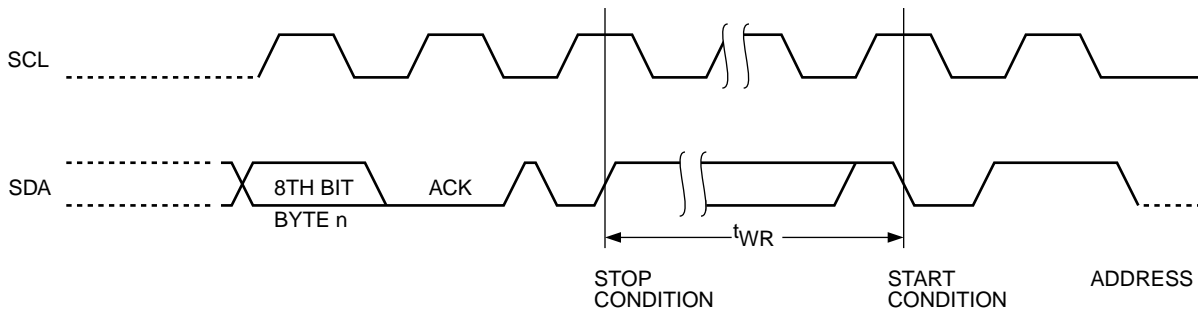 SCL
SDA
8TH BIT
ACK
BYTE n
tWR
STOP
CONDITION
START
CONDITION
ADDRESS